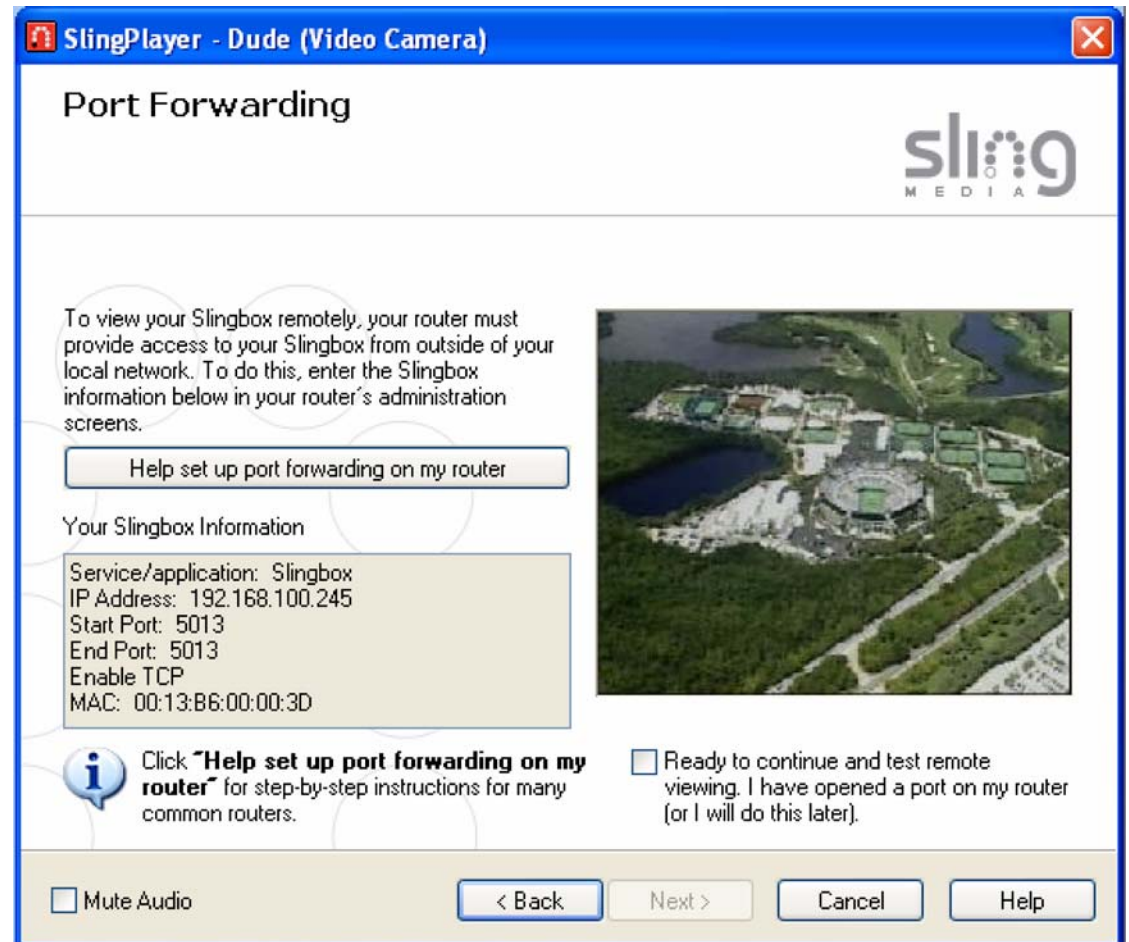 SlingPlayer - Dude (Video Camera)
Port Forwarding
sling
MEDIA
To view your Slingbox remotely, your router must
provide access to your Slingbox from outside of your
local network. To do this, enter the Slingbox
information below in your router´s administration
screens.
Help set up port forwarding on my router
Your Slingbox Information
Service/application: Slingbox
IP Address: 192.168.100.245
Start Port: 5013
End Port: 5013
Enable TCP
MAC: 00:13:B6:00:00:3D
Click "Help set up port forwarding on my
router" for step-by-step instructions for many
common routers.
Ready to continue and test remote
viewing. I have opened a port on my router
(or I will do this later).
Mute Audio
< Back
Next >
Cancel
Help